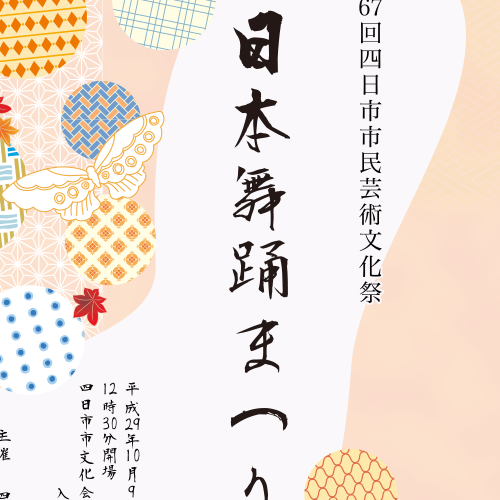 67回四日市市民芸術文化祭
日本舞踊まつり
平成29年10月9
12時30分開場
四日市市文化会
入
主催